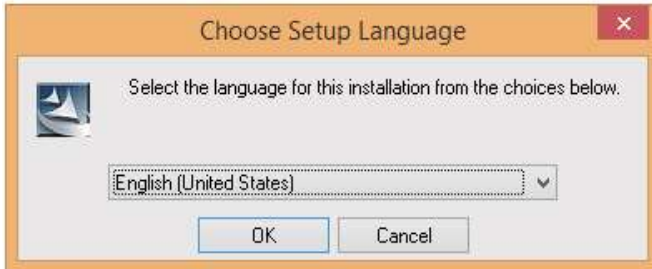 Choose Setup Language
Select the language for this installation from the choices below.
English (United States)
OK
Cancel